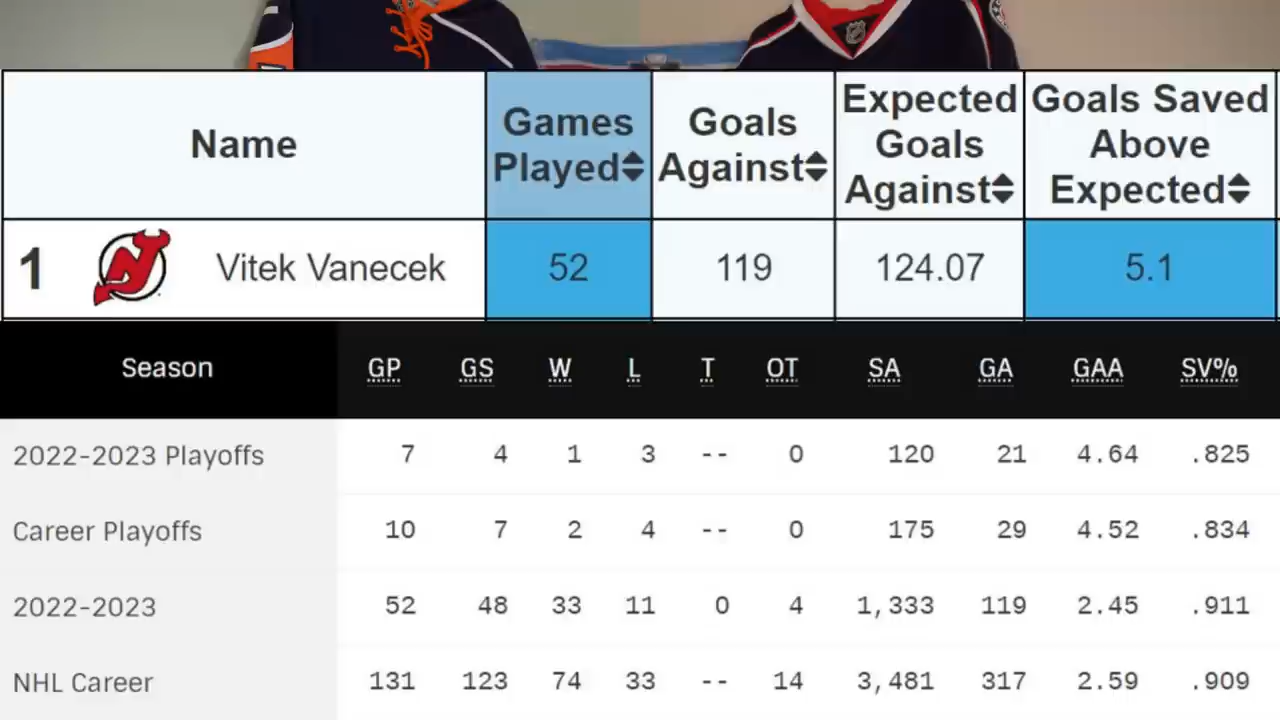 Name Games Played Goals Against Expected Goals Against Goals Saved Above Expected
1 Vitek Vanecek 52 119 124.07 5.1
Season GP GS W L T OT SA GA GAA SV%
2022-2023 Playoffs 7 4 1 3 -- 0 120 21 4.64 .825
Career Playoffs 10 7 2 4 -- 0 175 29 4.52 .834
2022-2023 52 48 33 11 0 4 1,333 119 2.45 .911
NHL Career 131 123 74 33 -- 14 3,481 317 2.59 .909